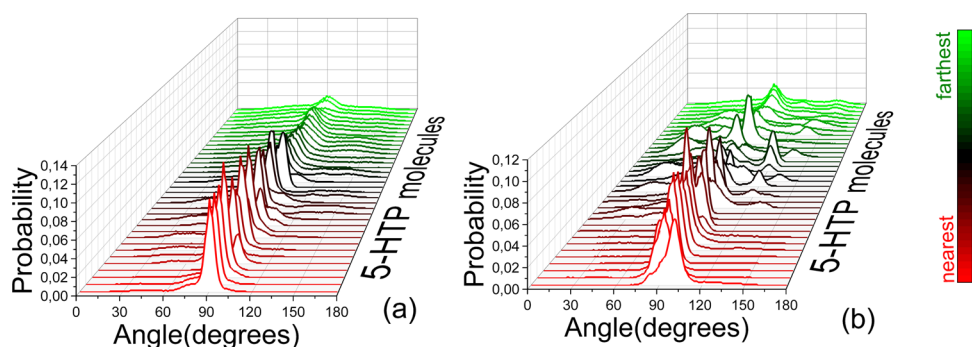 0,14
0,12
0,10
0,08
0,06
0,04
0,02
0,00
Probability
0 30 60 90 120 150 180
Angle(degrees)
5-HTP molecules
(a)
0,12
0,10
0,08
0,06
0,04
0,02
0,00
Probability
0 30 60 90 120 150 180
Angle(degrees)
5-HTP molecules
(b)
farthest
nearest